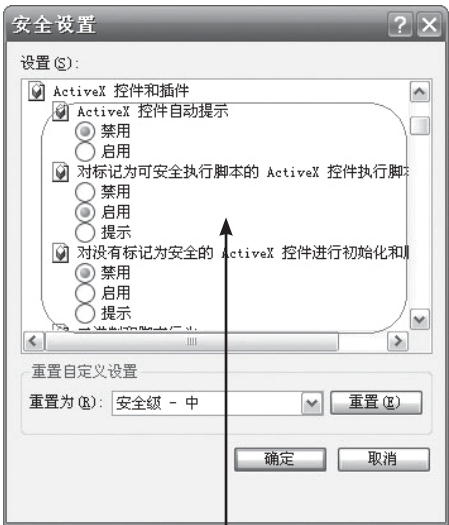 安全设置
设置(S):
ActiveX 控件和插件
ActiveX 控件自动提示
禁用
启用
对标记为可安全执行脚本的 ActiveX 控件执行脚
禁用
启用
提示
对没有标记为安全的 ActiveX 控件进行初始化和
禁用
启用
提示
重置自定义设置
重置为(R): 安全级 - 中 重置(E)
确定 取消